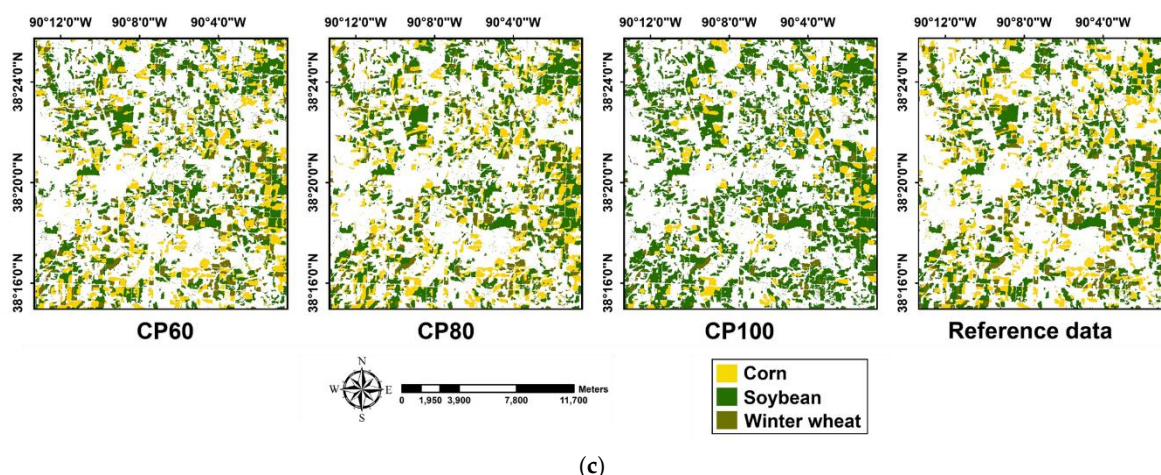 90°12'0"W 90°8'0"W 90°4'0"W 90°12'0"W 90°8'0"W 90°4'0"W 90°12'0"W 90°8'0"W 90°4'0"W 90°12'0"W 90°8'0"W 90°4'0"W
38°24'0"N 38°24'0"N 38°24'0"N 38°24'0"N
38°20'0"N 38°20'0"N 38°20'0"N 38°20'0"N
38°16'0"N 38°16'0"N 38°16'0"N 38°16'0"N
CP60 CP80 CP100 Reference data
N
W E
S
Meters
0 1,950 3,900 7,800 11,700
Corn
Soybean
Winter wheat
(c)